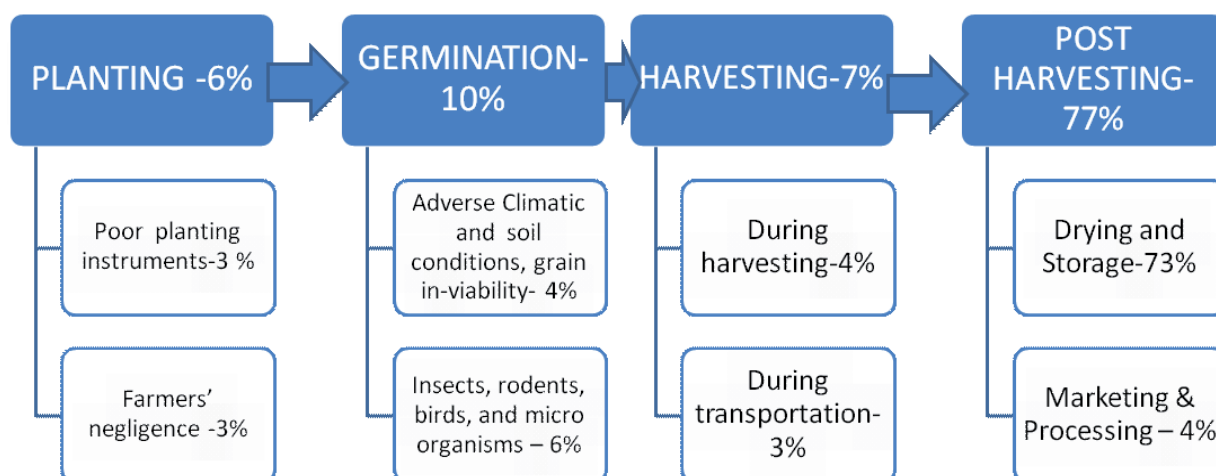 PLANTING -6%
Poor planting
instruments-3 %
Farmers’
negligence -3%
GERMINATION-
10%
Adverse Climatic
and soil
conditions, grain
in-viability- 4%
Insects, rodents,
birds, and micro
organisms – 6%
HARVESTING-7%
During
harvesting-4%
During
transportation-
3%
POST
HARVESTING-
77%
Drying and
Storage-73%
Marketing &
Processing – 4%